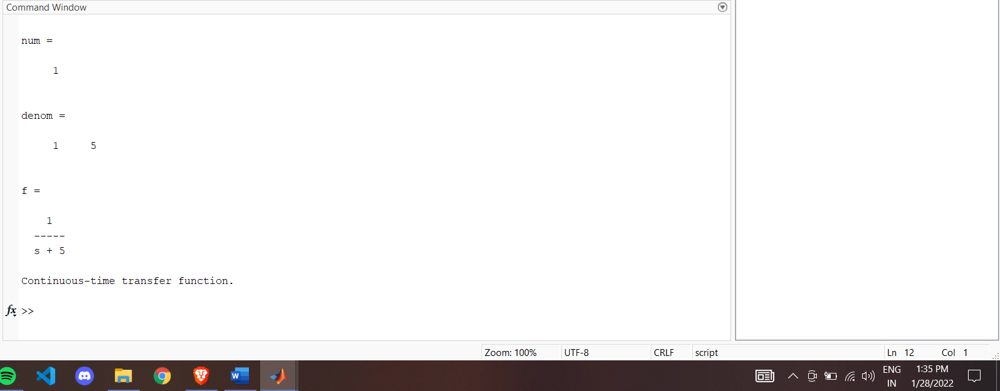 Command Window
num =
1
denom =
1 5
f =
1
-----
s + 5
Continuous-time transfer function.
fx >>
Zoom: 100% UTF-8 CRLF script Ln 12 Col 1
W
ENG 1:35 PM
IN 1/28/2022